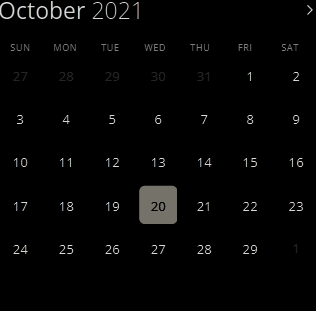 October 2021
SUN MON TUE WED THU FRI SAT
27 28 29 30 31 1 2
3 4 5 6 7 8 9
10 11 12 13 14 15 16
17 18 19 20 21 22 23
24 25 26 27 28 29 1